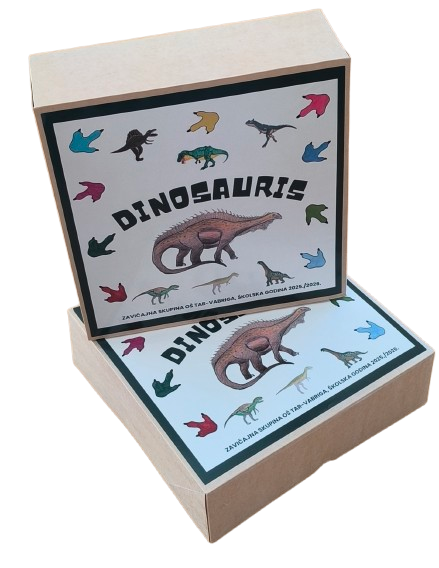 DINOSAURIS
ZAVIČAJNA SKUPINA OŠ TAR-VABRIGA, ŠKOLSKA GODINA 2025./2026.
DINOS
ZAVIČAJNA SKUPINA OŠ TAR-VABRIGA, ŠKOLSKA GODINA 2025./2026.